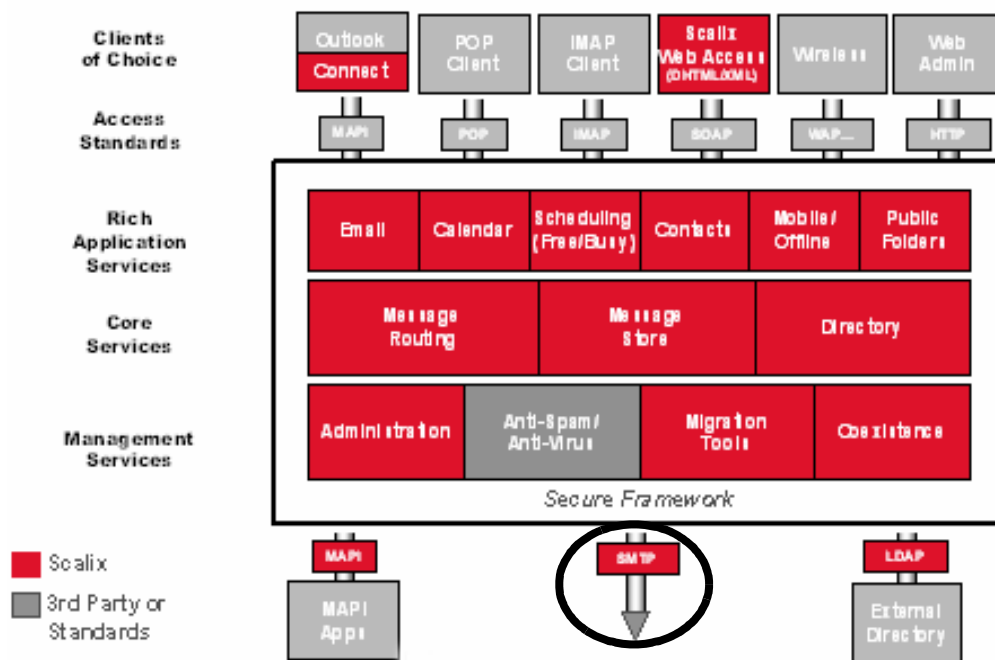 Clients
of Choice
Outlook
Connect
POP
Client
IMAP
Client
Scalix
Web Access
(DHTML/XML)
Wireless
Web
Admin
Access
Standards
MAPI
POP
IMAP
SOAP
WAP...
HTTP
Rich
Application
Services
Email
Calendar
Scheduling
(Free/Busy)
Contacts
Mobile/
Offline
Public
Folders
Core
Services
Message
Routing
Message
Store
Directory
Management
Services
Administration
Anti-Spam/
Anti-Virus
Migration
Tools
Coexistence
Secure Framework
Scalix
3rd Party or
Standards
MAPI
MAPI
Apps
SMTP
LDAP
External
Directory